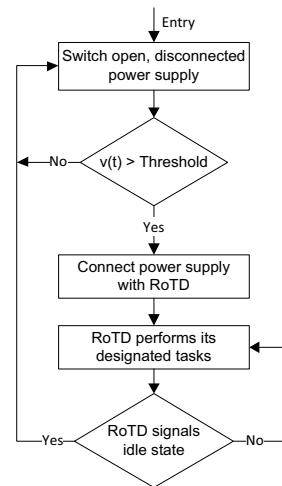 Entry
Switch open, disconnected
power supply
No
v(t) > Threshold
Yes
Connect power supply
with RoTD
RoTD performs its
designated tasks
Yes
RoTD signals
idle state
No